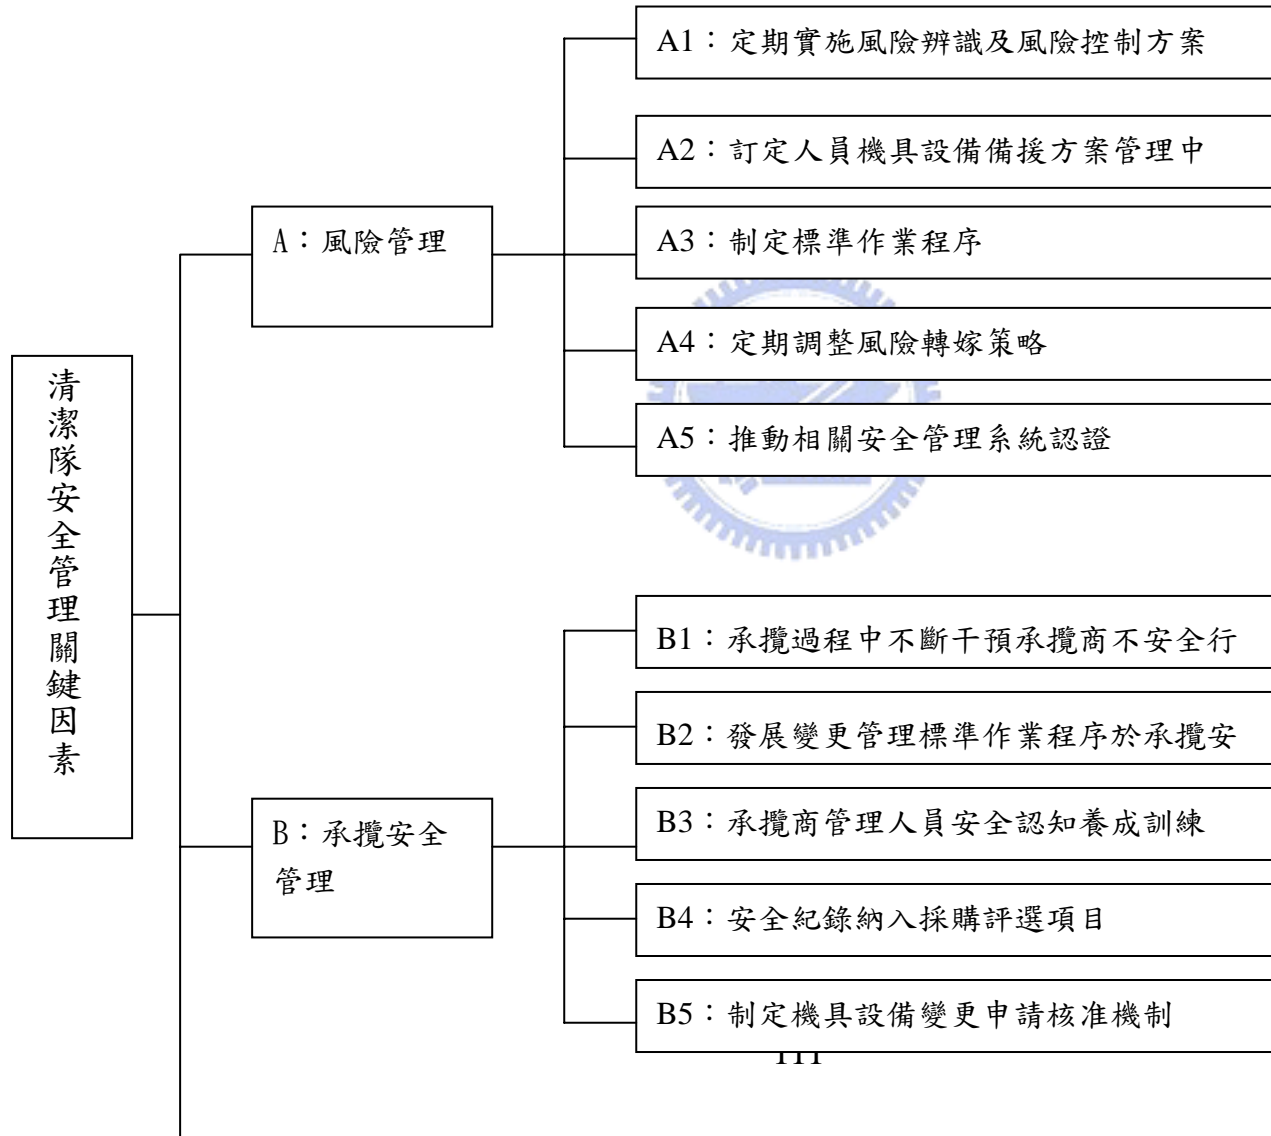 清潔隊安全管理關鍵因素
A：風險管理
A1：定期實施風險辨識及風險控制方案
A2：訂定人員機具設備備援方案管理中
A3：制定標準作業程序
A4：定期調整風險轉嫁策略
A5：推動相關安全管理系統認證
B：承攬安全
管理
B1：承攬過程中不斷干預承攬商不安全行
B2：發展變更管理標準作業程序於承攬安
B3：承攬商管理人員安全認知養成訓練
B4：安全紀錄納入採購評選項目
B5：制定機具設備變更申請核准機制
111